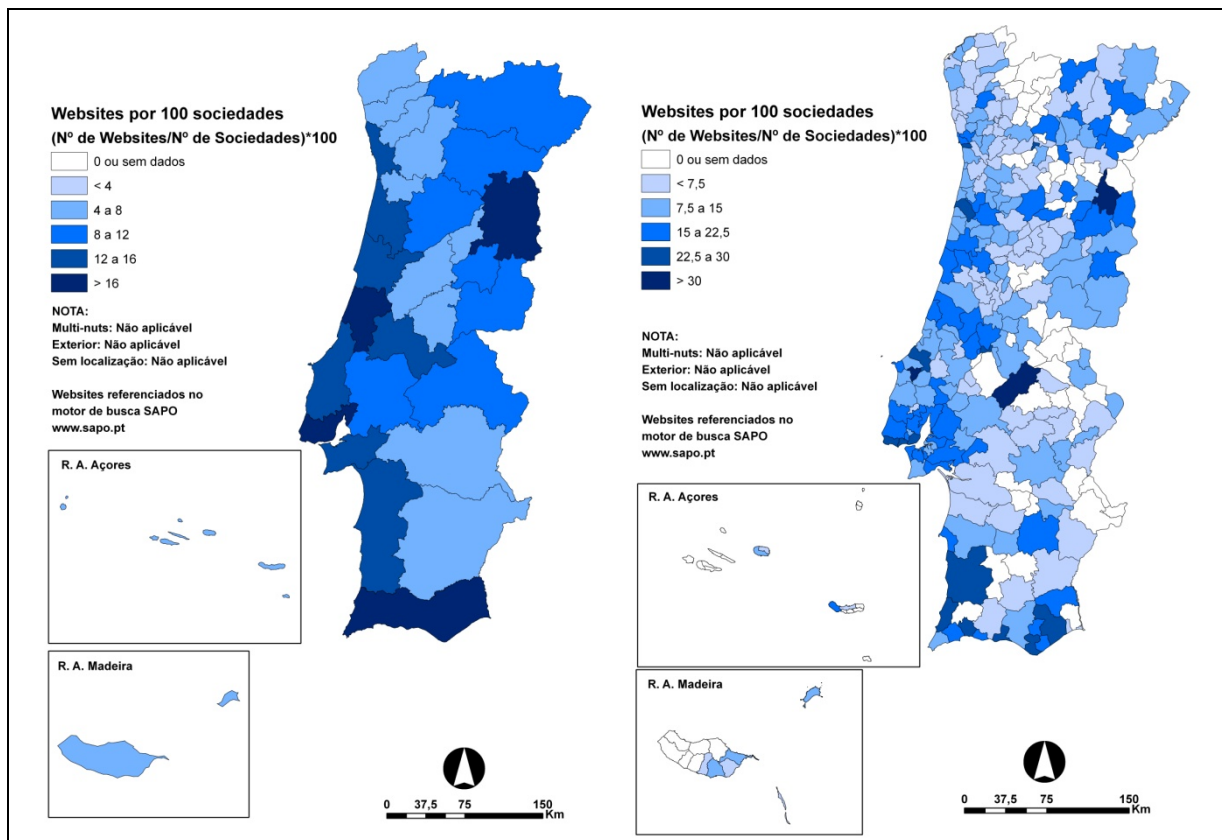 Websites por 100 sociedades
(Nº de Websites/Nº de Sociedades)*100
0 ou sem dados
< 4
4 a 8
8 a 12
12 a 16
> 16
NOTA:
Multi-nuts: Não aplicável
Exterior: Não aplicável
Sem localização: Não aplicável
Websites referenciados no
motor de busca SAPO
www.sapo.pt
R. A. Açores
R. A. Madeira
0 37,5 75 150
Km
Websites por 100 sociedades
(Nº de Websites/Nº de Sociedades)*100
0 ou sem dados
< 7,5
7,5 a 15
15 a 22,5
22,5 a 30
> 30
NOTA:
Multi-nuts: Não aplicável
Exterior: Não aplicável
Sem localização: Não aplicável
Websites referenciados no
motor de busca SAPO
www.sapo.pt
R. A. Açores
R. A. Madeira
0 37,5 75 150
Km